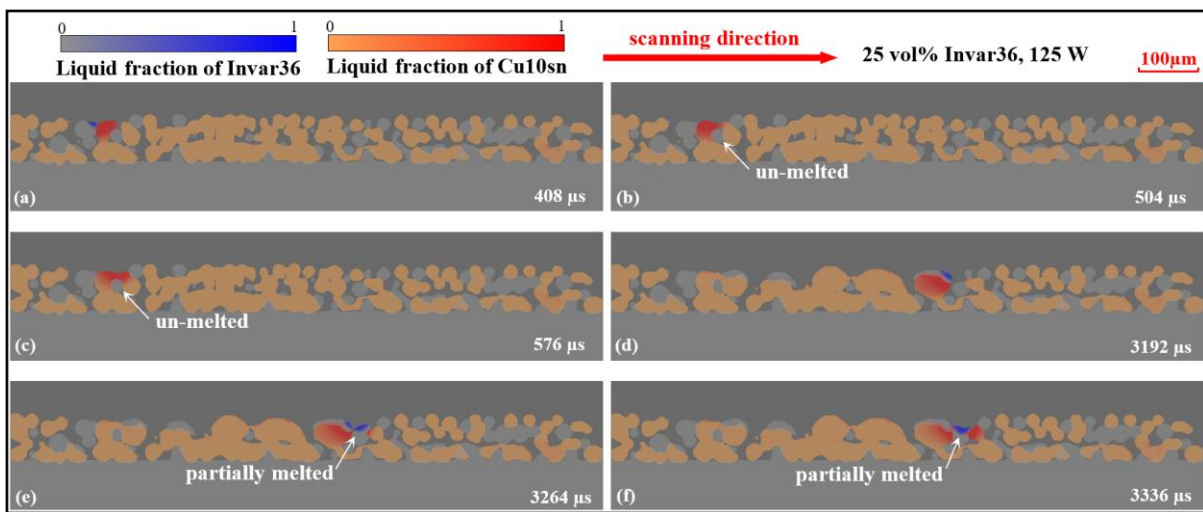 0 1
Liquid fraction of Invar36
0 1
Liquid fraction of Cu10sn
scanning direction
25 vol% Invar36, 125 W
100μm
(a)
408 μs
un-melted
(b)
504 μs
un-melted
(c)
576 μs
(d)
3192 μs
partially melted
(e)
3264 μs
partially melted
(f)
3336 μs